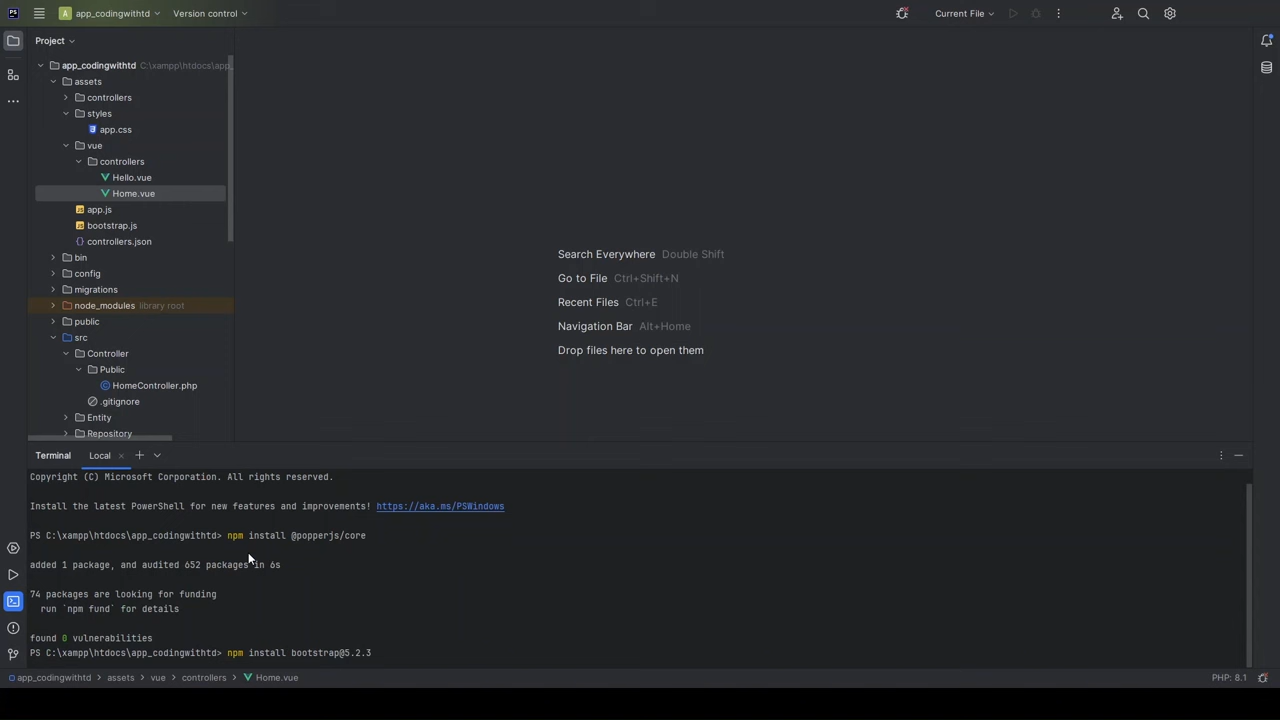 PS
A app_codingwithtd
Version control
Current File
Project
app_codingwithtd C:\xampp\htdocs\app_
assets
controllers
styles
app.css
vue
controllers
Hello.vue
Home.vue
JS app.js
JS bootstrap.js
{} controllers.json
bin
config
migrations
node_modules library root
public
src
Controller
Public
HomeController.php
.gitignore
Entity
Repository
Search Everywhere Double Shift
Go to File Ctrl+Shift+N
Recent Files Ctrl+E
Navigation Bar Alt+Home
Drop files here to open them
Terminal Local
Copyright (C) Microsoft Corporation. All rights reserved.
Install the latest PowerShell for new features and improvements! https://aka.ms/PSWindows
PS C:\xampp\htdocs\app_codingwithtd> npm install @popperjs/core
added 1 package, and audited 652 packages in 6s
74 packages are looking for funding
run `npm fund` for details
found 0 vulnerabilities
PS C:\xampp\htdocs\app_codingwithtd> npm install bootstrap@5.2.3
app_codingwithtd > assets > vue > controllers > Home.vue
PHP: 8.1